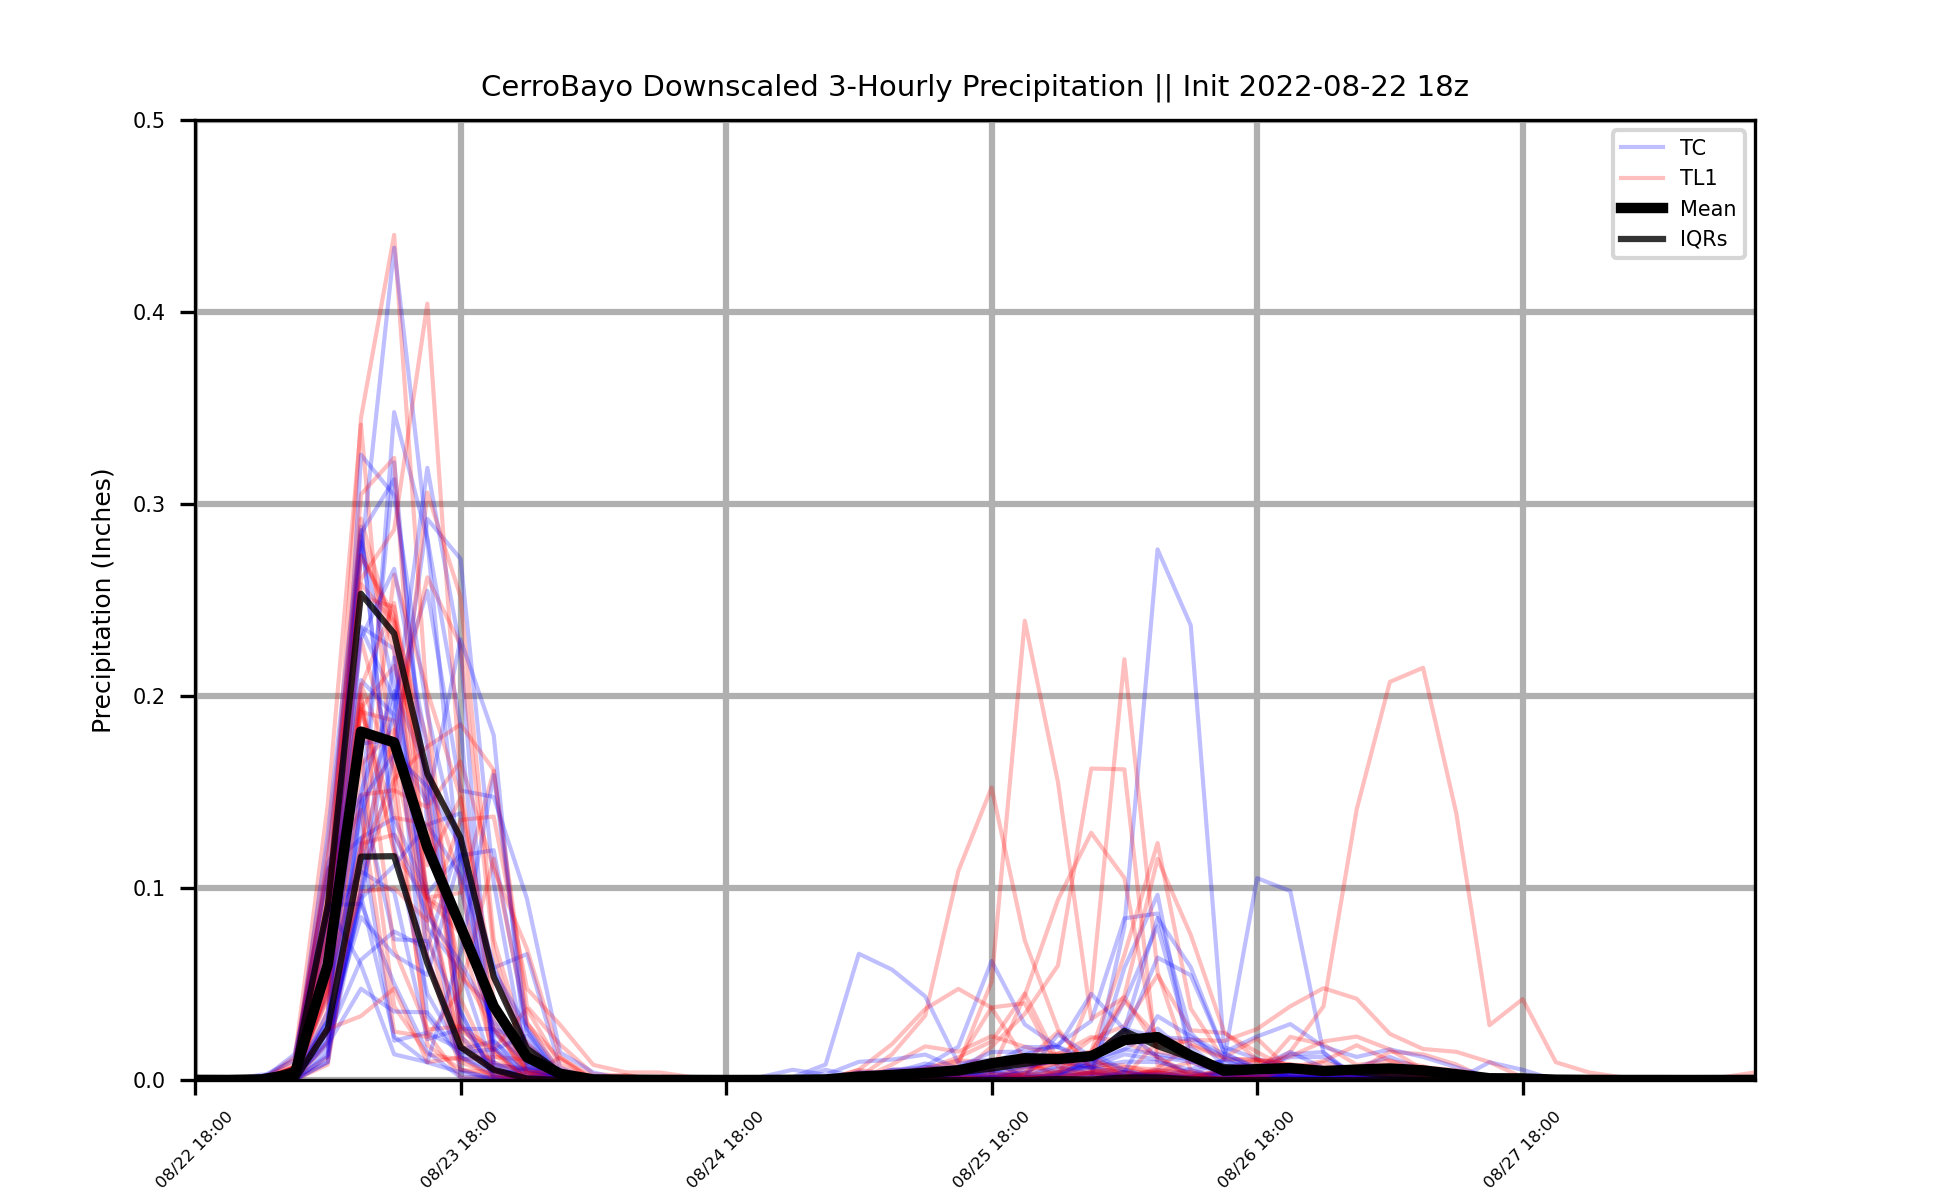 CerroBayo Downscaled 3-Hourly Precipitation || Init 2022-08-22 18z
0.5
0.4
0.3
0.2
0.1
0.0
Precipitation (Inches)
TC
TL1
Mean
IQRs
08/22 18:00
08/23 18:00
08/24 18:00
08/25 18:00
08/26 18:00
08/27 18:00